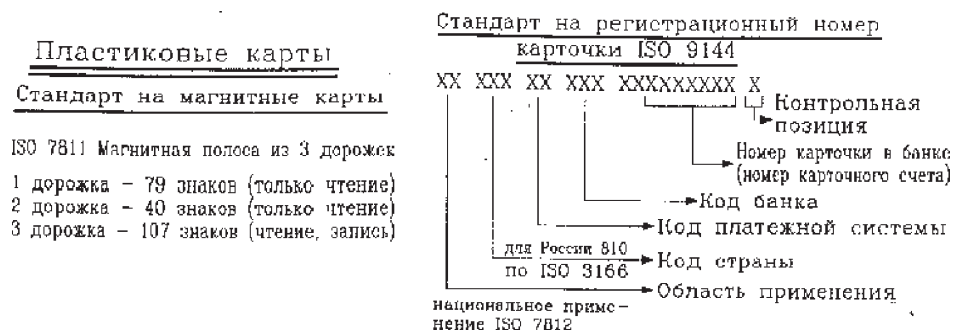 Пластиковые карты
Стандарт на магнитные карты
ISO 7811 Магнитная полоса из 3 дорожек
1 дорожка - 79 знаков (только чтение)
2 дорожка - 40 знаков (только чтение)
3 дорожка - 107 знаков (чтение, запись)
Стандарт на регистрационный номер
карточки ISO 9144
XX XXX XX XXX XXXXXXXXX X
Контрольная
позиция
Номер карточки в банке
(номер карточного счета)
Код банка
Код платежной системы
для России 810
по ISO 3166
Код страны
Область применения
национальное приме-
нение ISO 7812